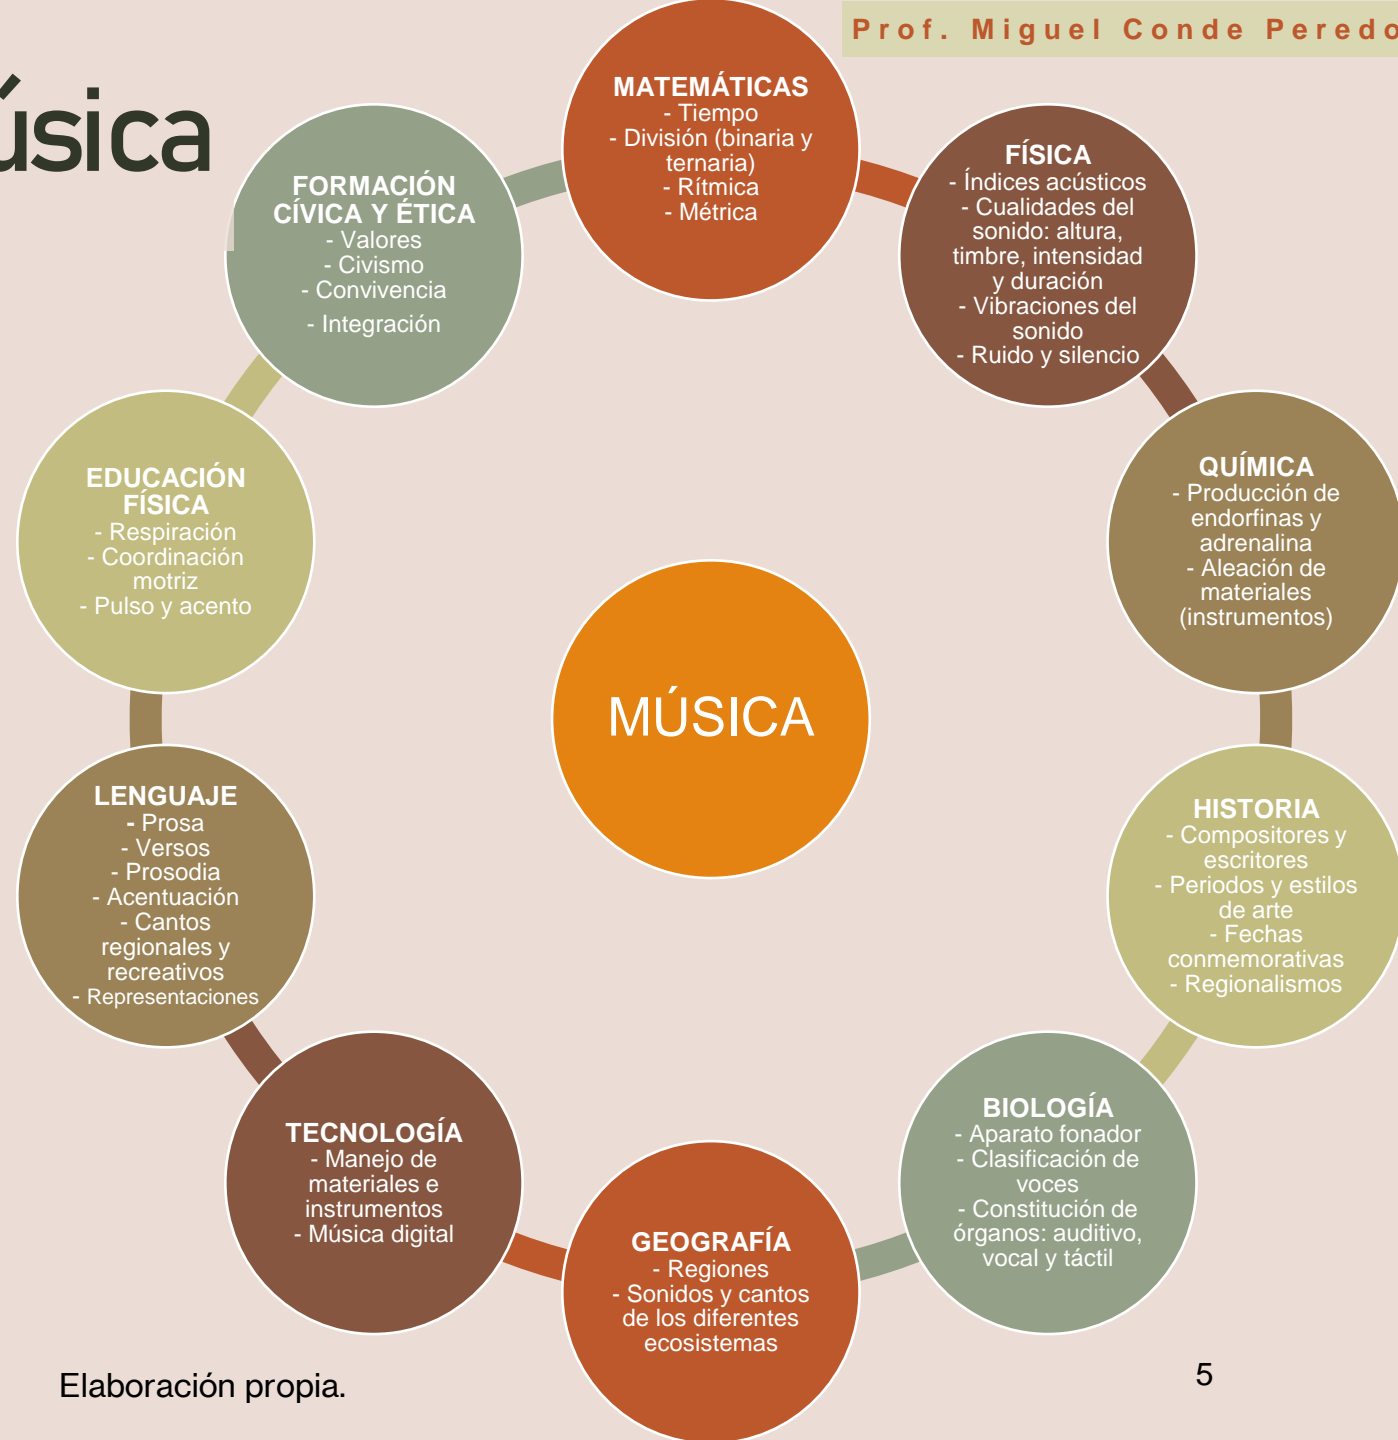 Prof. Miguel Conde Peredo
úsica
MATEMÁTICAS
- Tiempo
- División (binaria y
ternaria)
- Rítmica
- Métrica
FÍSICA
- Índices acústicos
- Cualidades del
sonido: altura,
timbre, intensidad
y duración
- Vibraciones del
sonido
- Ruido y silencio
QUÍMICA
- Producción de
endorfinas y
adrenalina
- Aleación de
materiales
(instrumentos)
HISTORIA
- Compositores y
escritores
- Periodos y estilos
de arte
- Fechas
conmemorativas
- Regionalismos
BIOLOGÍA
- Aparato fonador
- Clasificación de
voces
- Constitución de
órganos: auditivo,
vocal y táctil
GEOGRAFÍA
- Regiones
- Sonidos y cantos
de los diferentes
ecosistemas
TECNOLOGÍA
- Manejo de
materiales e
instrumentos
- Música digital
LENGUAJE
- Prosa
- Versos
- Prosodia
- Acentuación
- Cantos
regionales y
recreativos
- Representaciones
EDUCACIÓN
FÍSICA
- Respiración
- Coordinación
motriz
- Pulso y acento
FORMACIÓN
CÍVICA Y ÉTICA
- Valores
- Civismo
- Convivencia
- Integración
MÚSICA
Elaboración propia.
5